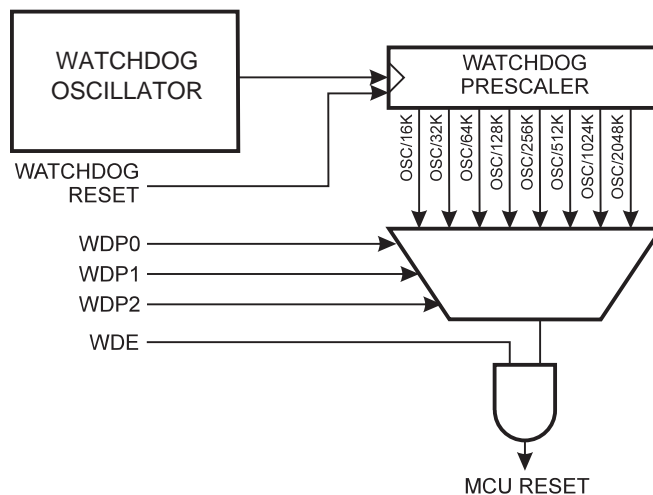 WATCHDOG
OSCILLATOR
WATCHDOG
PRESCALER
WATCHDOG
RESET
OSC/16K
OSC/32K
OSC/64K
OSC/128K
OSC/256K
OSC/512K
OSC/1024K
OSC/2048K
WDP0
WDP1
WDP2
WDE
MCU RESET